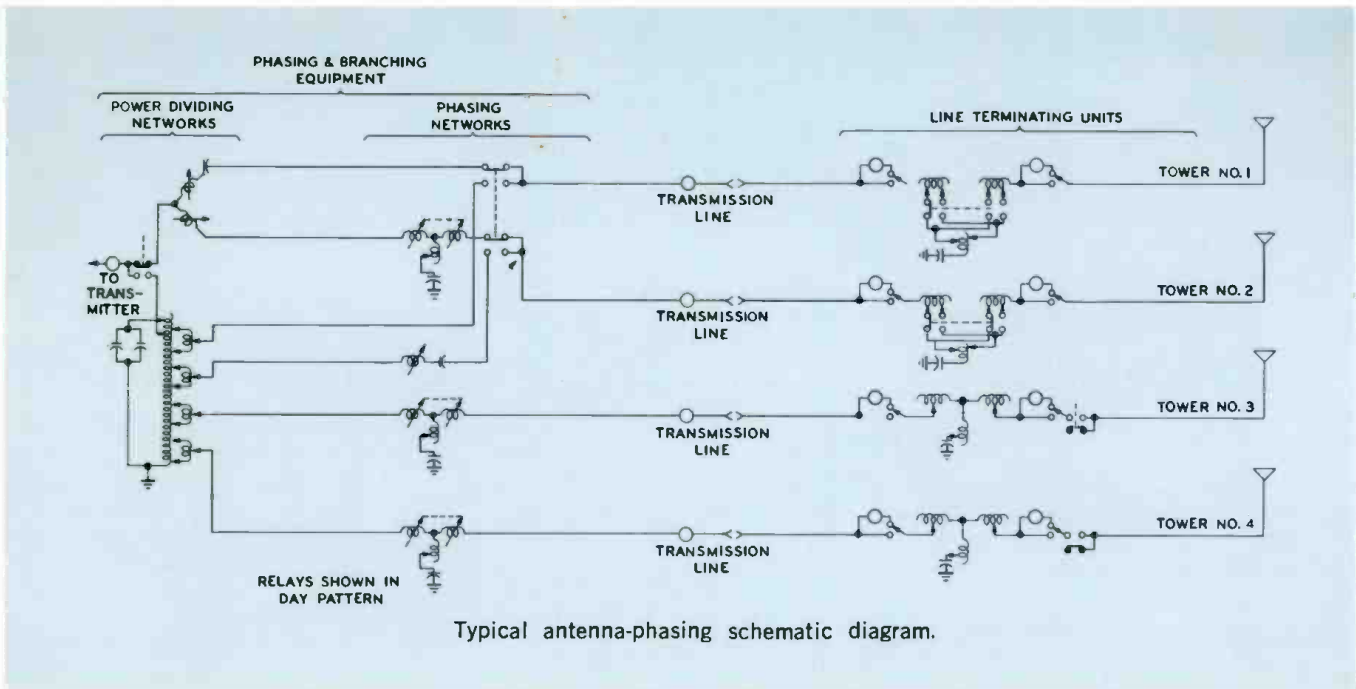 PHASING & BRANCHING
EQUIPMENT
POWER DIVIDING
NETWORKS
PHASING
NETWORKS
LINE TERMINATING UNITS
TOWER NO. 1
TRANSMISSION
LINE
TO
TRANS-
MITTER
TOWER NO. 2
TRANSMISSION
LINE
TOWER NO. 3
TRANSMISSION
LINE
TOWER NO. 4
TRANSMISSION
LINE
RELAYS SHOWN IN
DAY PATTERN
Typical antenna-phasing schematic diagram.